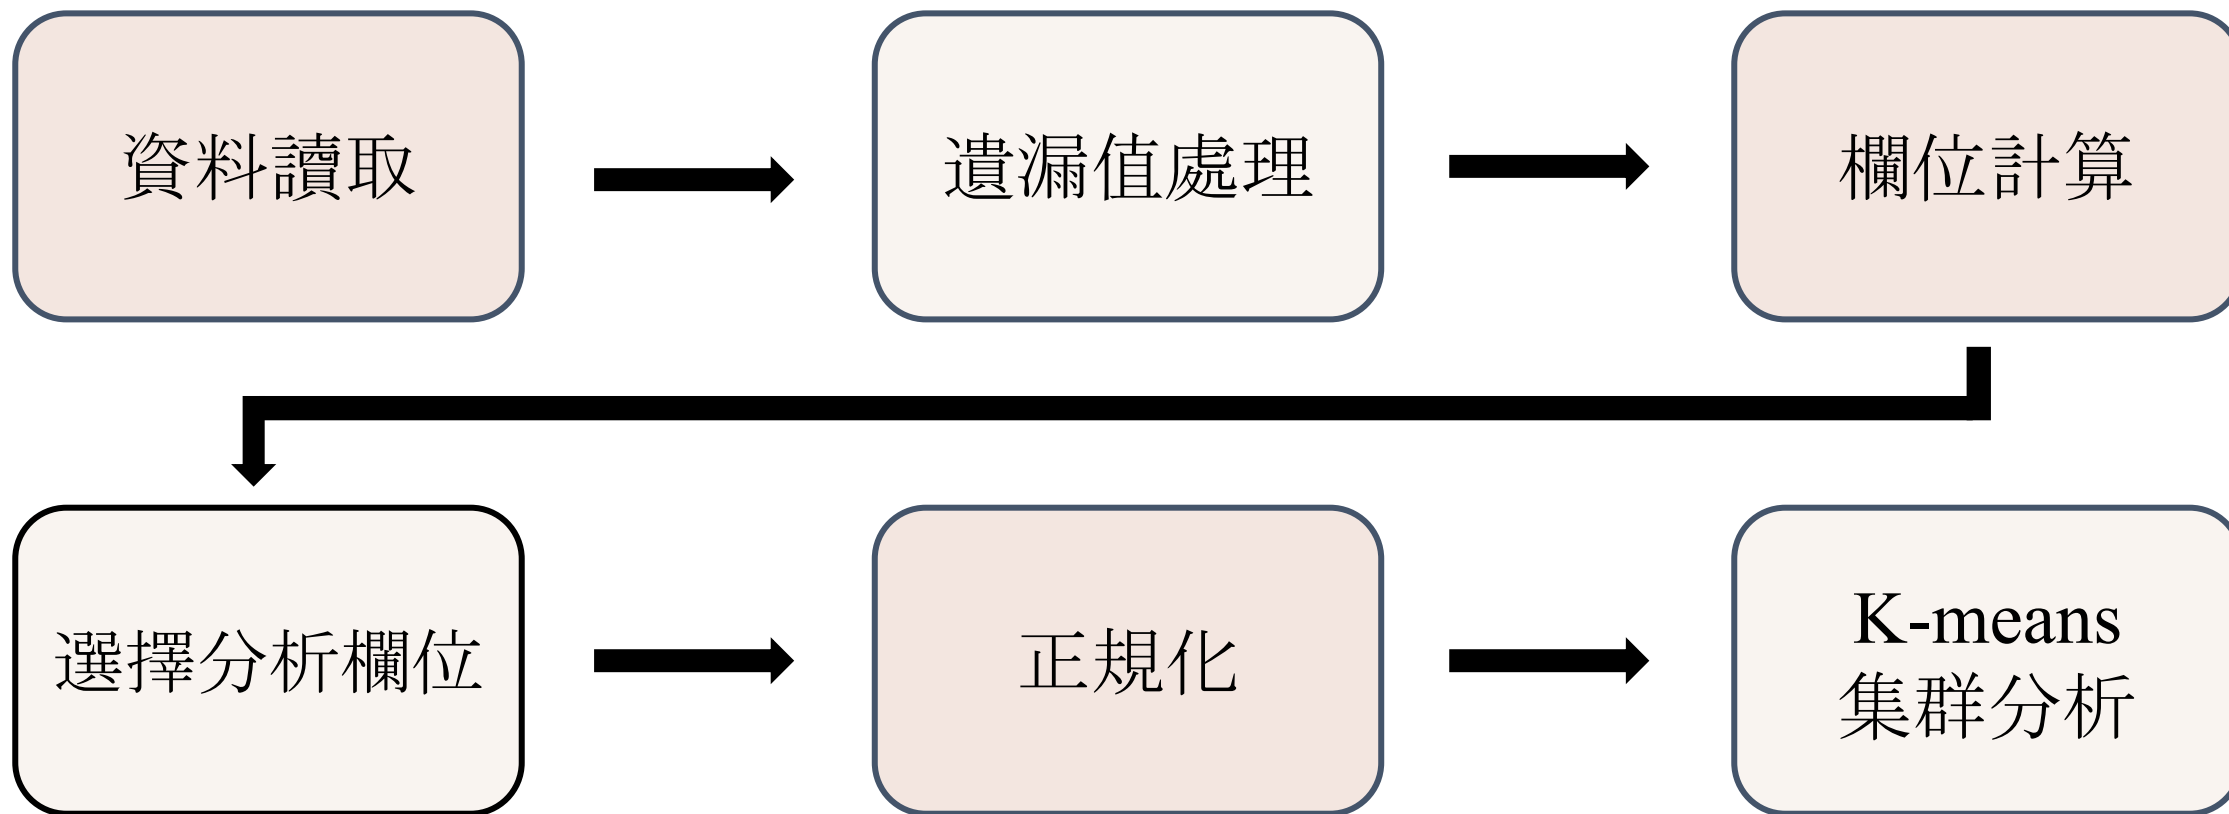 資料讀取
遺漏值處理
欄位計算
選擇分析欄位
正規化
K-means
集群分析